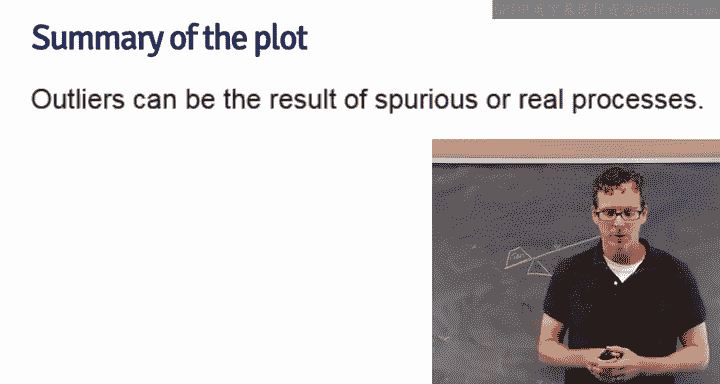 Summary of the plot
Outliers can be the result of spurious or real processes.